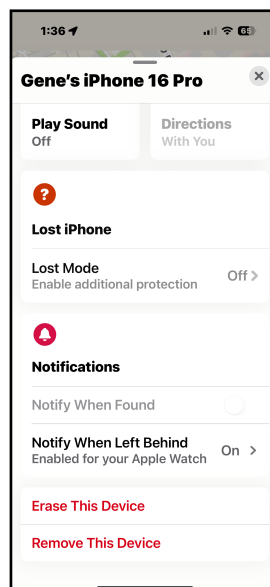 1:36
65
Gene's iPhone 16 Pro
Play Sound
Off
Directions
With You
?
Lost iPhone
Lost Mode
Enable additional protection
Off
Notifications
Notify When Found
Notify When Left Behind
Enabled for your Apple Watch
On
Erase This Device
Remove This Device